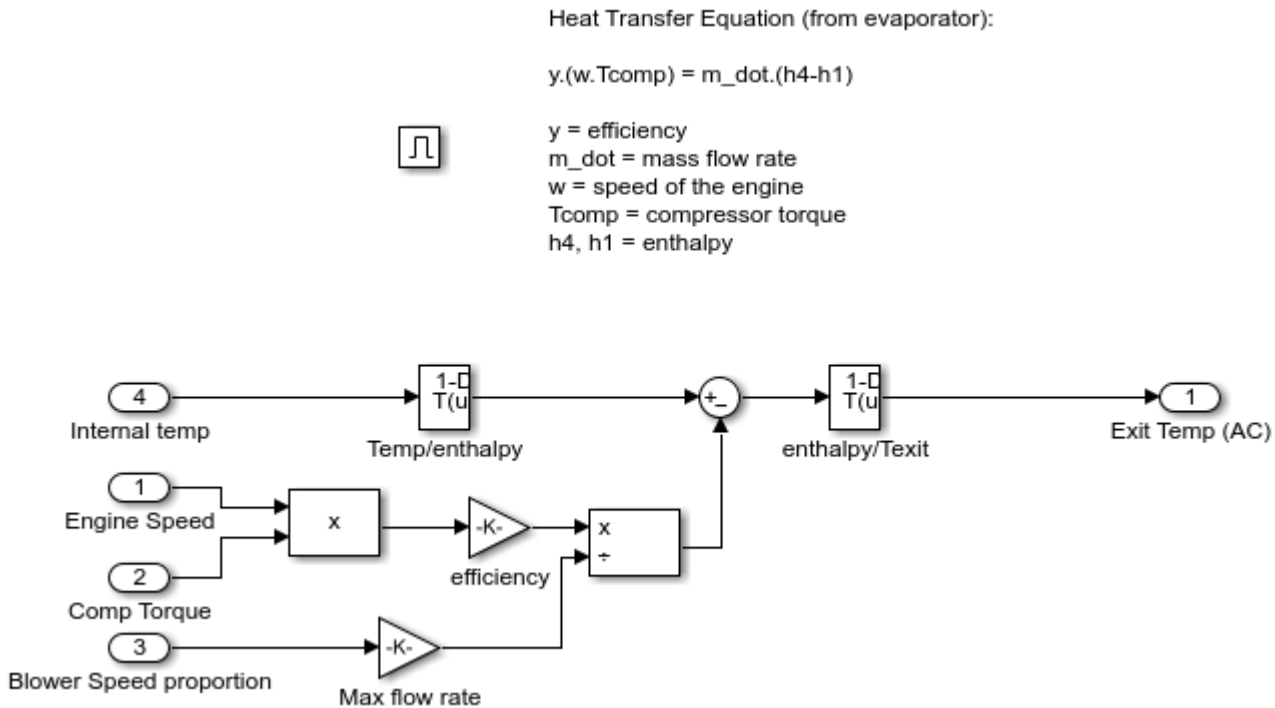 Heat Transfer Equation (from evaporator):
y.(w.Tcomp) = m_dot.(h4-h1)
y = efficiency
m_dot = mass flow rate
w = speed of the engine
Tcomp = compressor torque
h4, h1 = enthalpy
4
Internal temp
1-D
T(u
Temp/enthalpy
+
_
1-D
T(u
enthalpy/Texit
1
Exit Temp (AC)
1
Engine Speed
2
Comp Torque
x
-K-
efficiency
x
÷
3
Blower Speed proportion
-K-
Max flow rate